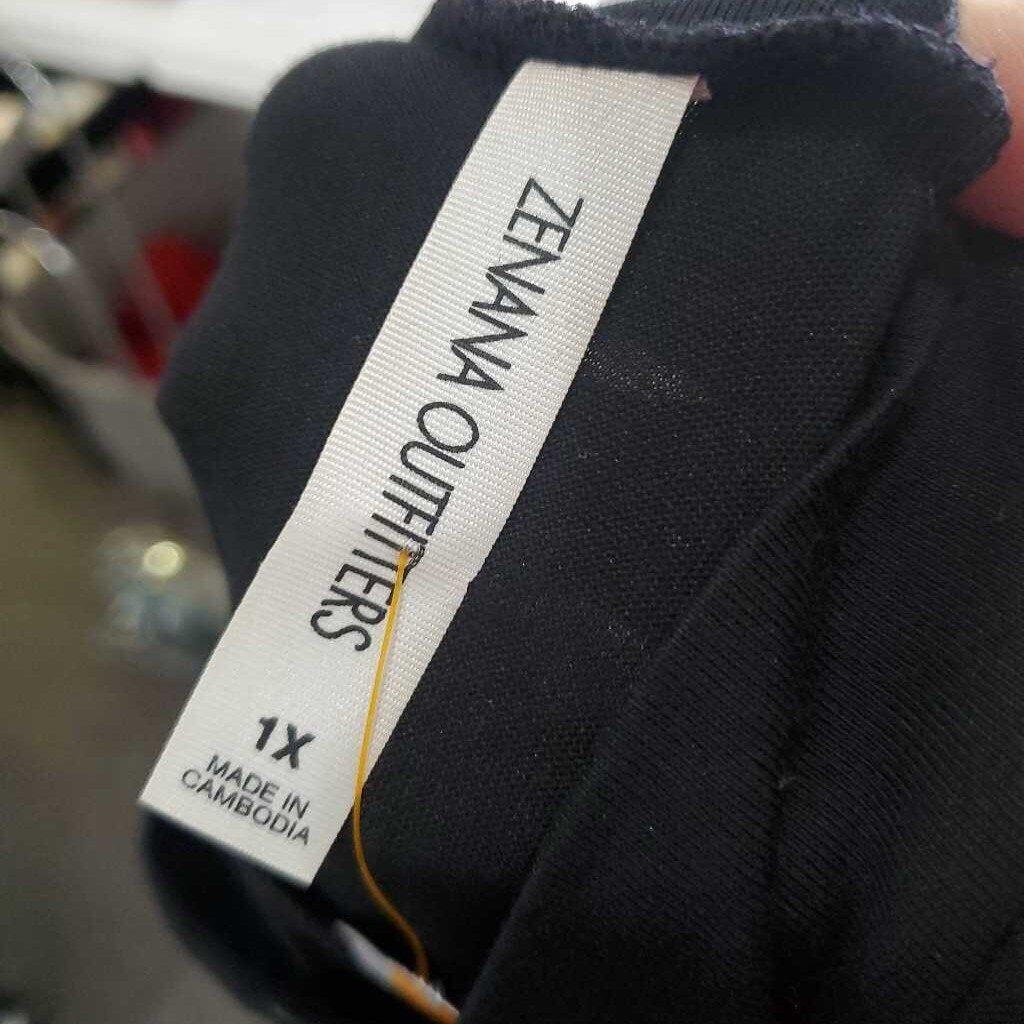 ZENANA OUTFITTERS
1X
MADE IN
CAMBODIA